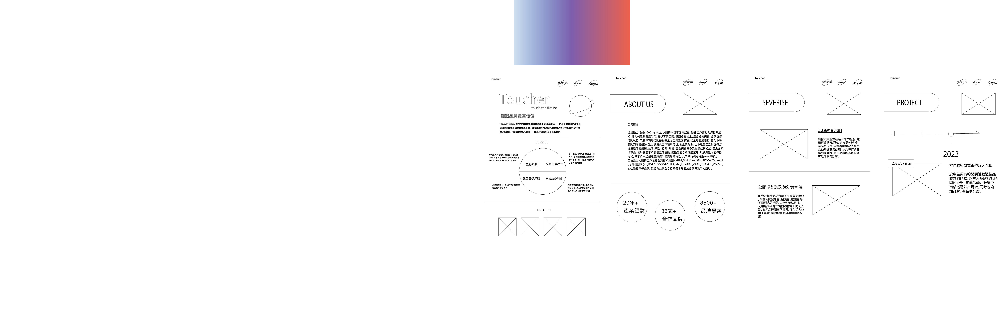 Toucher
about us
servise
project
Toucher
touch the future
創造品牌最高價值
Toucher Group 達勝整合營銷集團深耕汽車產業超過20年，一路走來洞察業內趨勢走
向陪伴品牌端走過內燃機興盛期、產業轉型至今邁向純電發展時代致力為客戶進行精
確分析規劃，找出獨特核心價值，一同與時俱進打造未來影響力
SERVISE
專業品牌評估經驗：具備多年經驗對
企業，上市產品，新進品牌進行全面評
估分析，提供適當的品牌宣傳策略
多元活動規劃服務：具備上市記
者會、動態試駕體驗、品牌餐敘、
靜態預賞、SR活動及企業內部
活動等規劃經驗
活動規劃
品牌形象建立
媒體關係經營
品牌教育訓練
深耕創業多年：為品牌客戶與媒體
建立良好溝通橋樑
深度規劃訓練：從初始市場分析、
產品比較分析、專業訓練課程，為
品牌端打造有效的教育訓練
PROJECT
Toucher
about us
servise
project
ABOUT US
公司簡介
達勝整合行銷於2001年成立，以服務汽機車產業起家，陪伴客戶穿越內燃機興盛
期，邁向純電動發展時代，提供專業公關、溝通會議制定、產品經銷訓練、品牌宣傳
活動執行，及賽車現場活動諮詢等全方位滿意度服務。從全球產業趨勢、國內市場
脈動到媒體趨勢，致力於提供客戶精準分析，為企業形象、上市產品至活動宣傳打
造溝通傳播規劃。公關、廣告、行銷、外語、產品訓練等多元背景成員組成，匯集各領
域專長，協助開展客戶關懷宣傳盲點，調整最適合的溝通策略，以多渠道內容傳播
方式，與客戶一起創造品牌價最高和獨特性，共同與時俱進打造未來影響力。
目前推出的服務客戶包括台灣福斯集團（AUDI、VOLKSWAGEN、SKODA TAIWAN
、台灣福斯商旅）、FORD、GOGORO、JLR、KIA、LUXGEN、OPEL、SUBARU、VOLVO、
宏佳騰機車等品牌。歡迎有公關整合行銷需求的產業品牌與我們的連結。
20年+
產業經驗
35家+
合作品牌
3500+
品牌專案
Toucher
about us
servise
project
SEVERISE
品牌教育培訓
熟稔汽車產業超過20年的經驗，運
用專業洞察經驗，從市場分析、企
業品牌定位、目標客群鎖定直至產
品動靜態專業訓練，為品牌打造專
屬訓練課程，提供品牌團隊最精準
有效的教育訓練。
公關規劃諮詢與創意宣傳
配合行銷策略結合時下風潮與東南亞
，規劃相關記者會、發表會、座談會等
不同形式的活動，以達到策略目標。
利用最準確的市場觀察作為新聞切入
點，為產品達到宣傳效果，注入活力並
賦予新意，帶動銷售曲線與媒體曝光
度。
Toucher
about us
servise
project
PROJECT
2023
2023/09 may
宏佳騰智慧電車型玩大挑戰
於車主獨有的闖關活動邀請媒
體共同體驗，以拉近品牌與媒體
間的距離、宣傳活動及後續中
南部巡迴演出場次，同時也增
加品牌、產品曝光度。